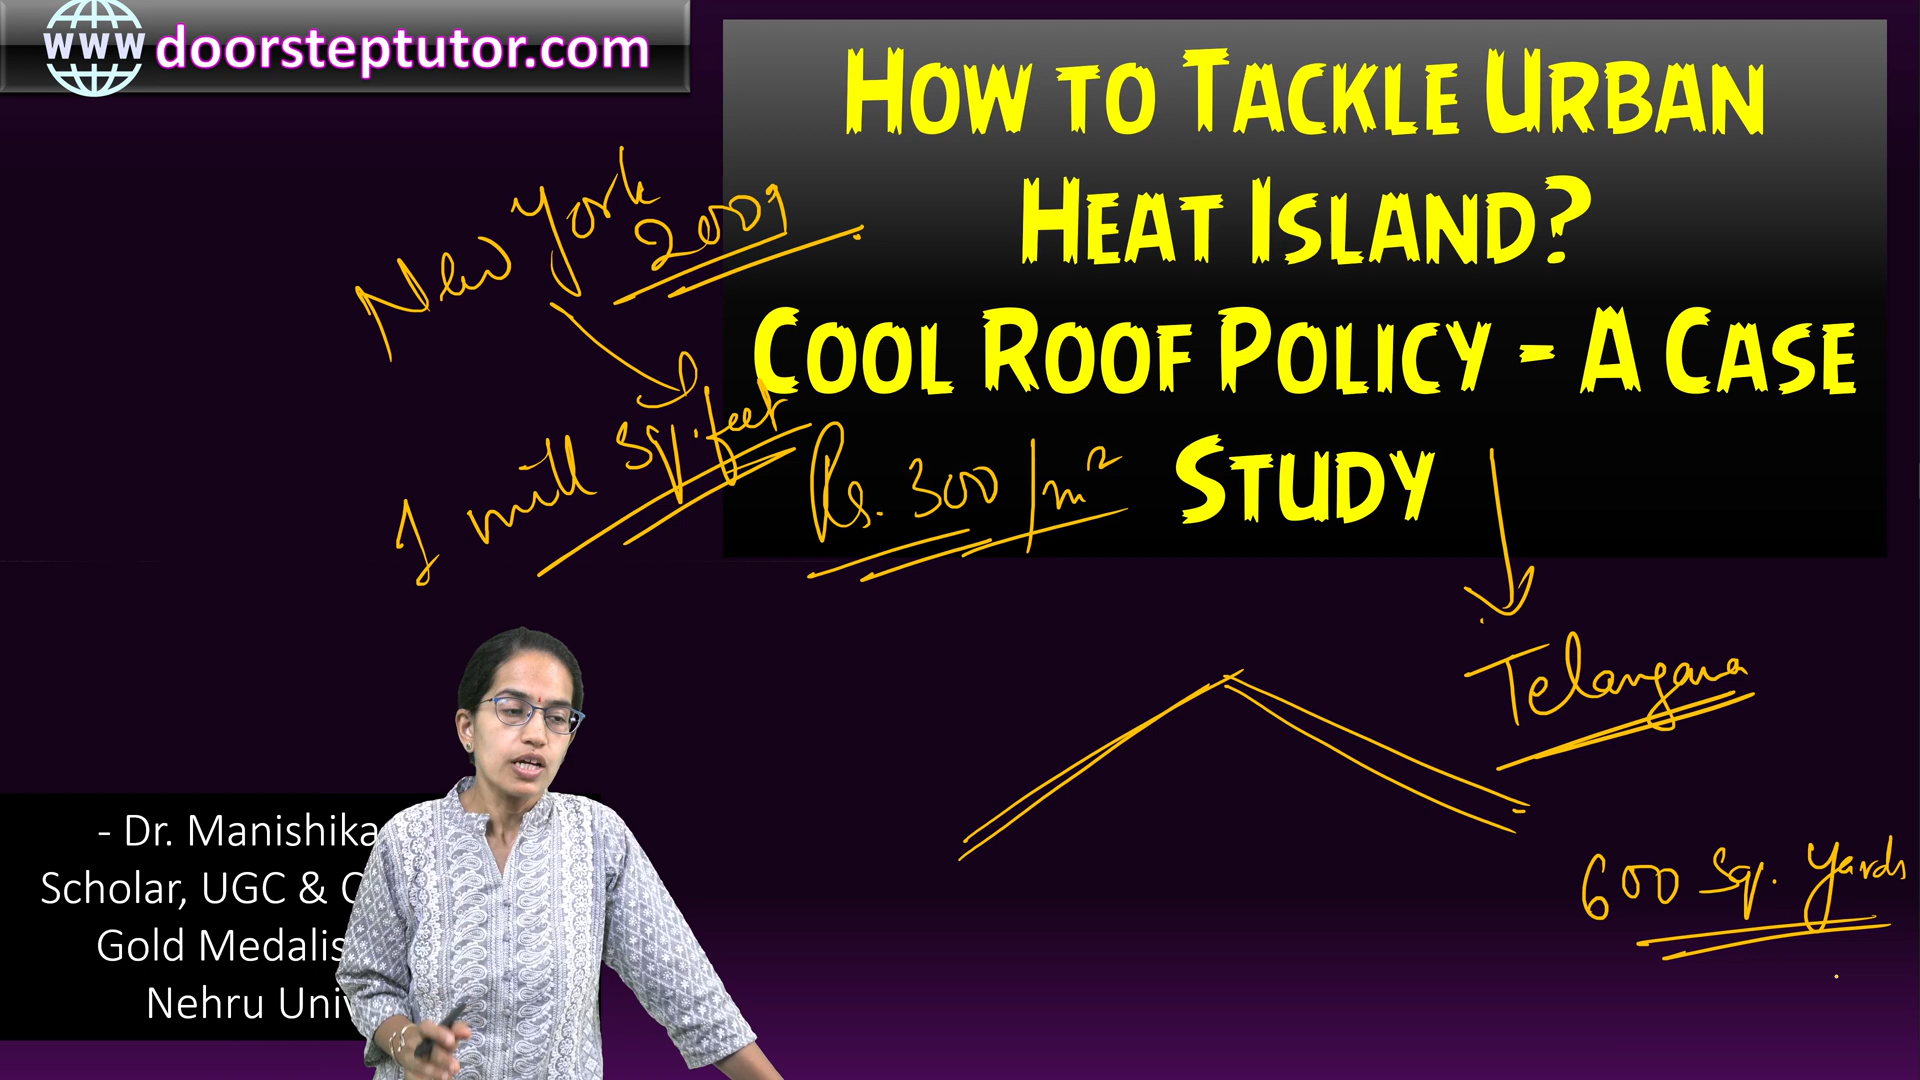 WWW doorsteptutor.com
HOW TO TACKLE URBAN
HEAT ISLAND?
COOL ROOF POLICY - A CASE
STUDY
New York
2009
1 mill sq. feet
Rs. 300/m²
Telangana
600 Sq. Yards
- Dr. Manishika
Scholar, UGC &
Gold Medalis
Nehru Univ